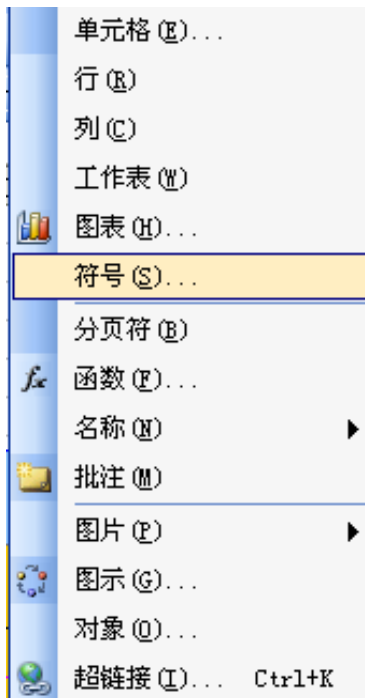 单元格(E)...
行(R)
列(C)
工作表(W)
图表(H)...
符号(S)...
分页符(B)
函数(F)...
名称(N)
批注(M)
图片(P)
图示(G)...
对象(O)...
超链接(I)... Ctrl+K